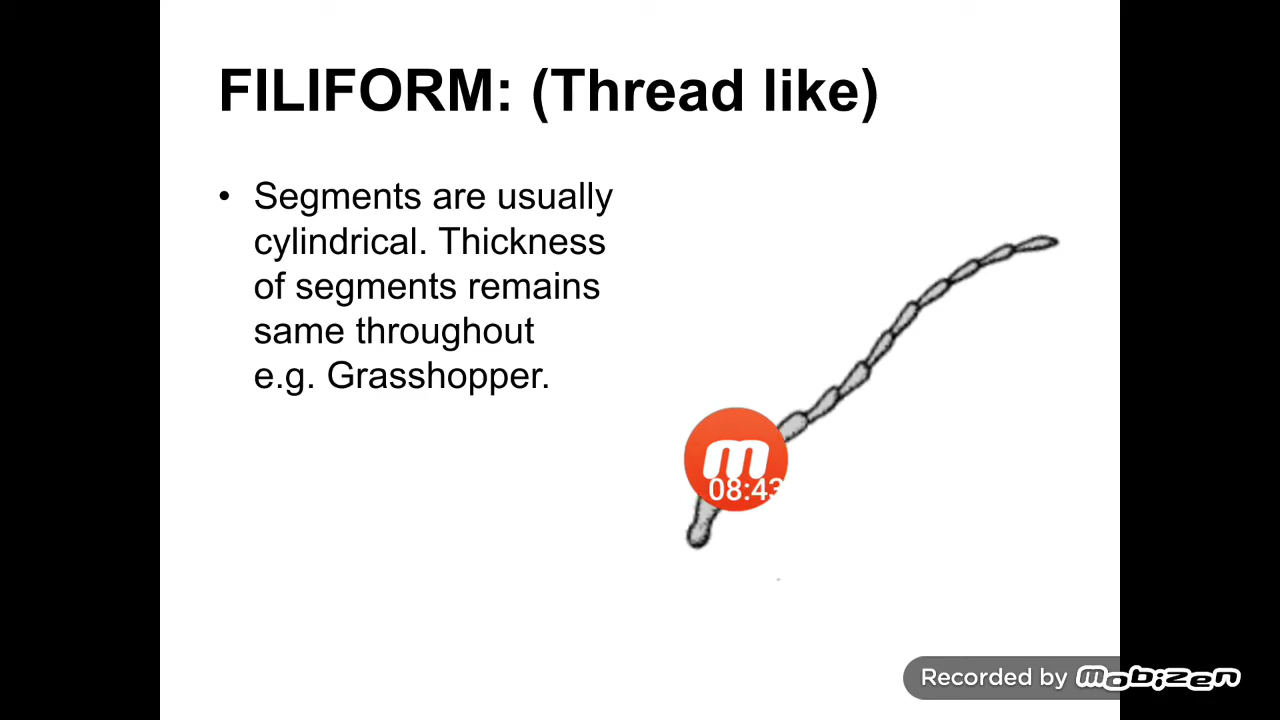 FILIFORM: (Thread like)
• Segments are usually
cylindrical. Thickness
of segments remains
same throughout
e.g. Grasshopper.
m
08:43
Recorded by mobizen